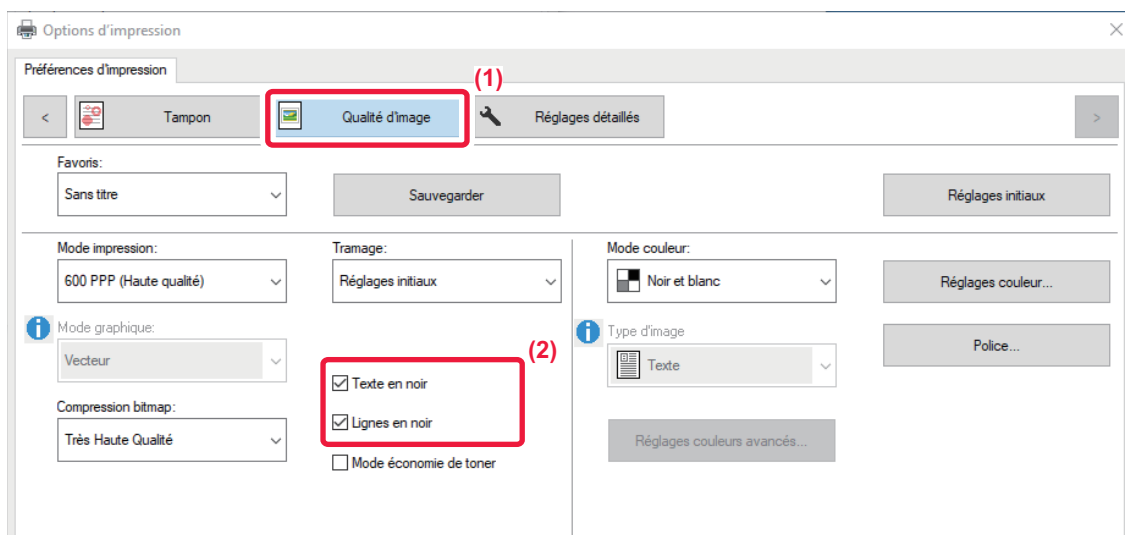 Options d'impression
Préférences d'impression
(1)
<
Tampon
Qualité d'image
Réglages détaillés
>
Favoris:
Sans titre
Sauvegarder
Réglages initiaux
Mode impression:
Tramage:
Mode couleur:
600 PPP (Haute qualité)
Réglages initiaux
Noir et blanc
Réglages couleur...
Mode graphique:
Type d'image
(2)
Vecteur
Texte
Police...
Texte en noir
Compression bitmap:
Lignes en noir
Très Haute Qualité
Réglages couleurs avancés...
Mode économie de toner